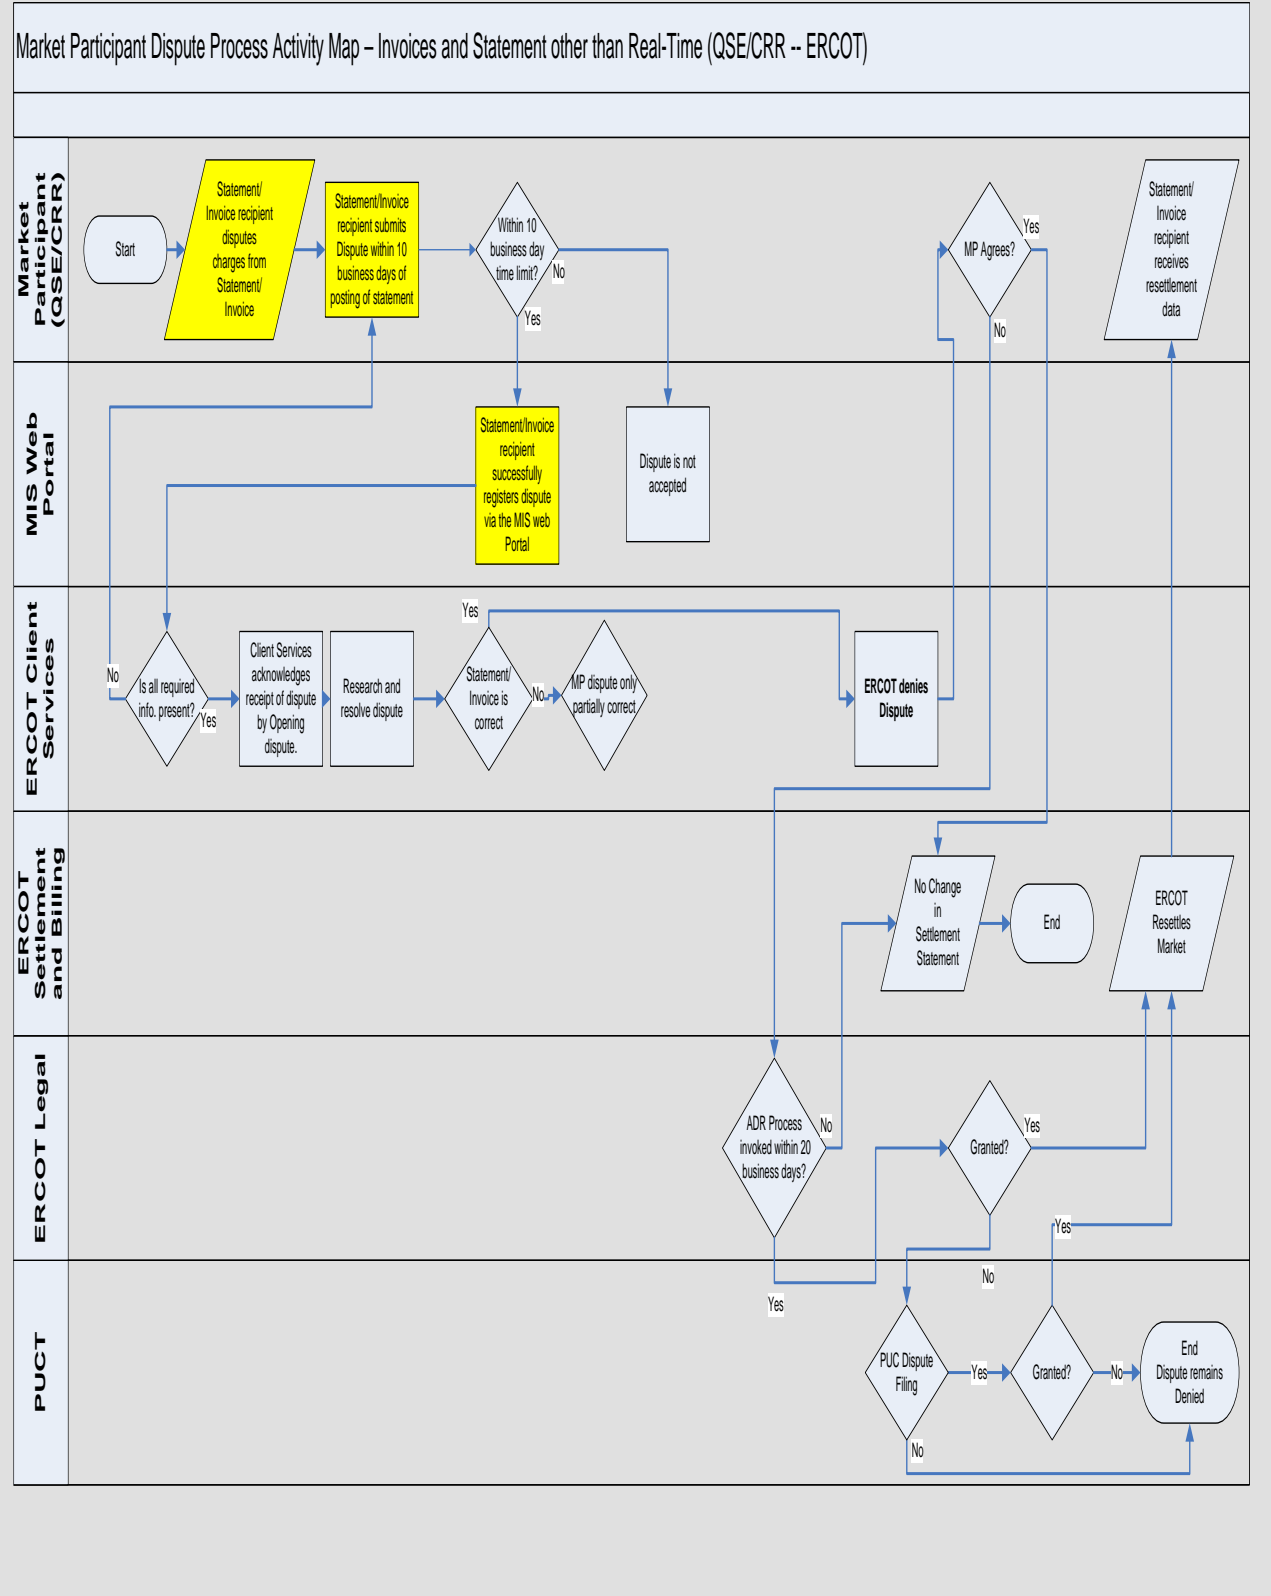 Market Participant Dispute Process Activity Map – Invoices and Statement other than Real-Time (QSE/CRR -- ERCOT)
Market
Participant
(QSE/CRR)
Start
Statement/
Invoice recipient
disputes
charges from
Statement/
Invoice
Statement/Invoice
recipient submits
Dispute within 10
business days of
posting of statement
Within 10
business day
time limit?
No
Yes
MP Agrees?
Yes
No
Statement/
Invoice
recipient
receives
resettlement
data
MIS Web
Portal
Statement/Invoice
recipient
successfully
registers dispute
via the MIS web
Portal
Dispute is not
accepted
ERCOT Client
Services
No
Is all required
info. present?
Yes
Client Services
acknowledges
receipt of dispute
by Opening
dispute.
Research and
resolve dispute
Yes
Statement/
Invoice is
correct
No
MP dispute only
partially correct
ERCOT denies
Dispute
ERCOT
Settlement
and Billing
No Change
in
Settlement
Statement
End
ERCOT
Resettles
Market
ERCOT Legal
ADR Process
invoked within 20
business days?
No
Yes
Granted?
Yes
No
PUCT
PUC Dispute
Filing
Yes
No
Granted?
Yes
No
End
Dispute remains
Denied